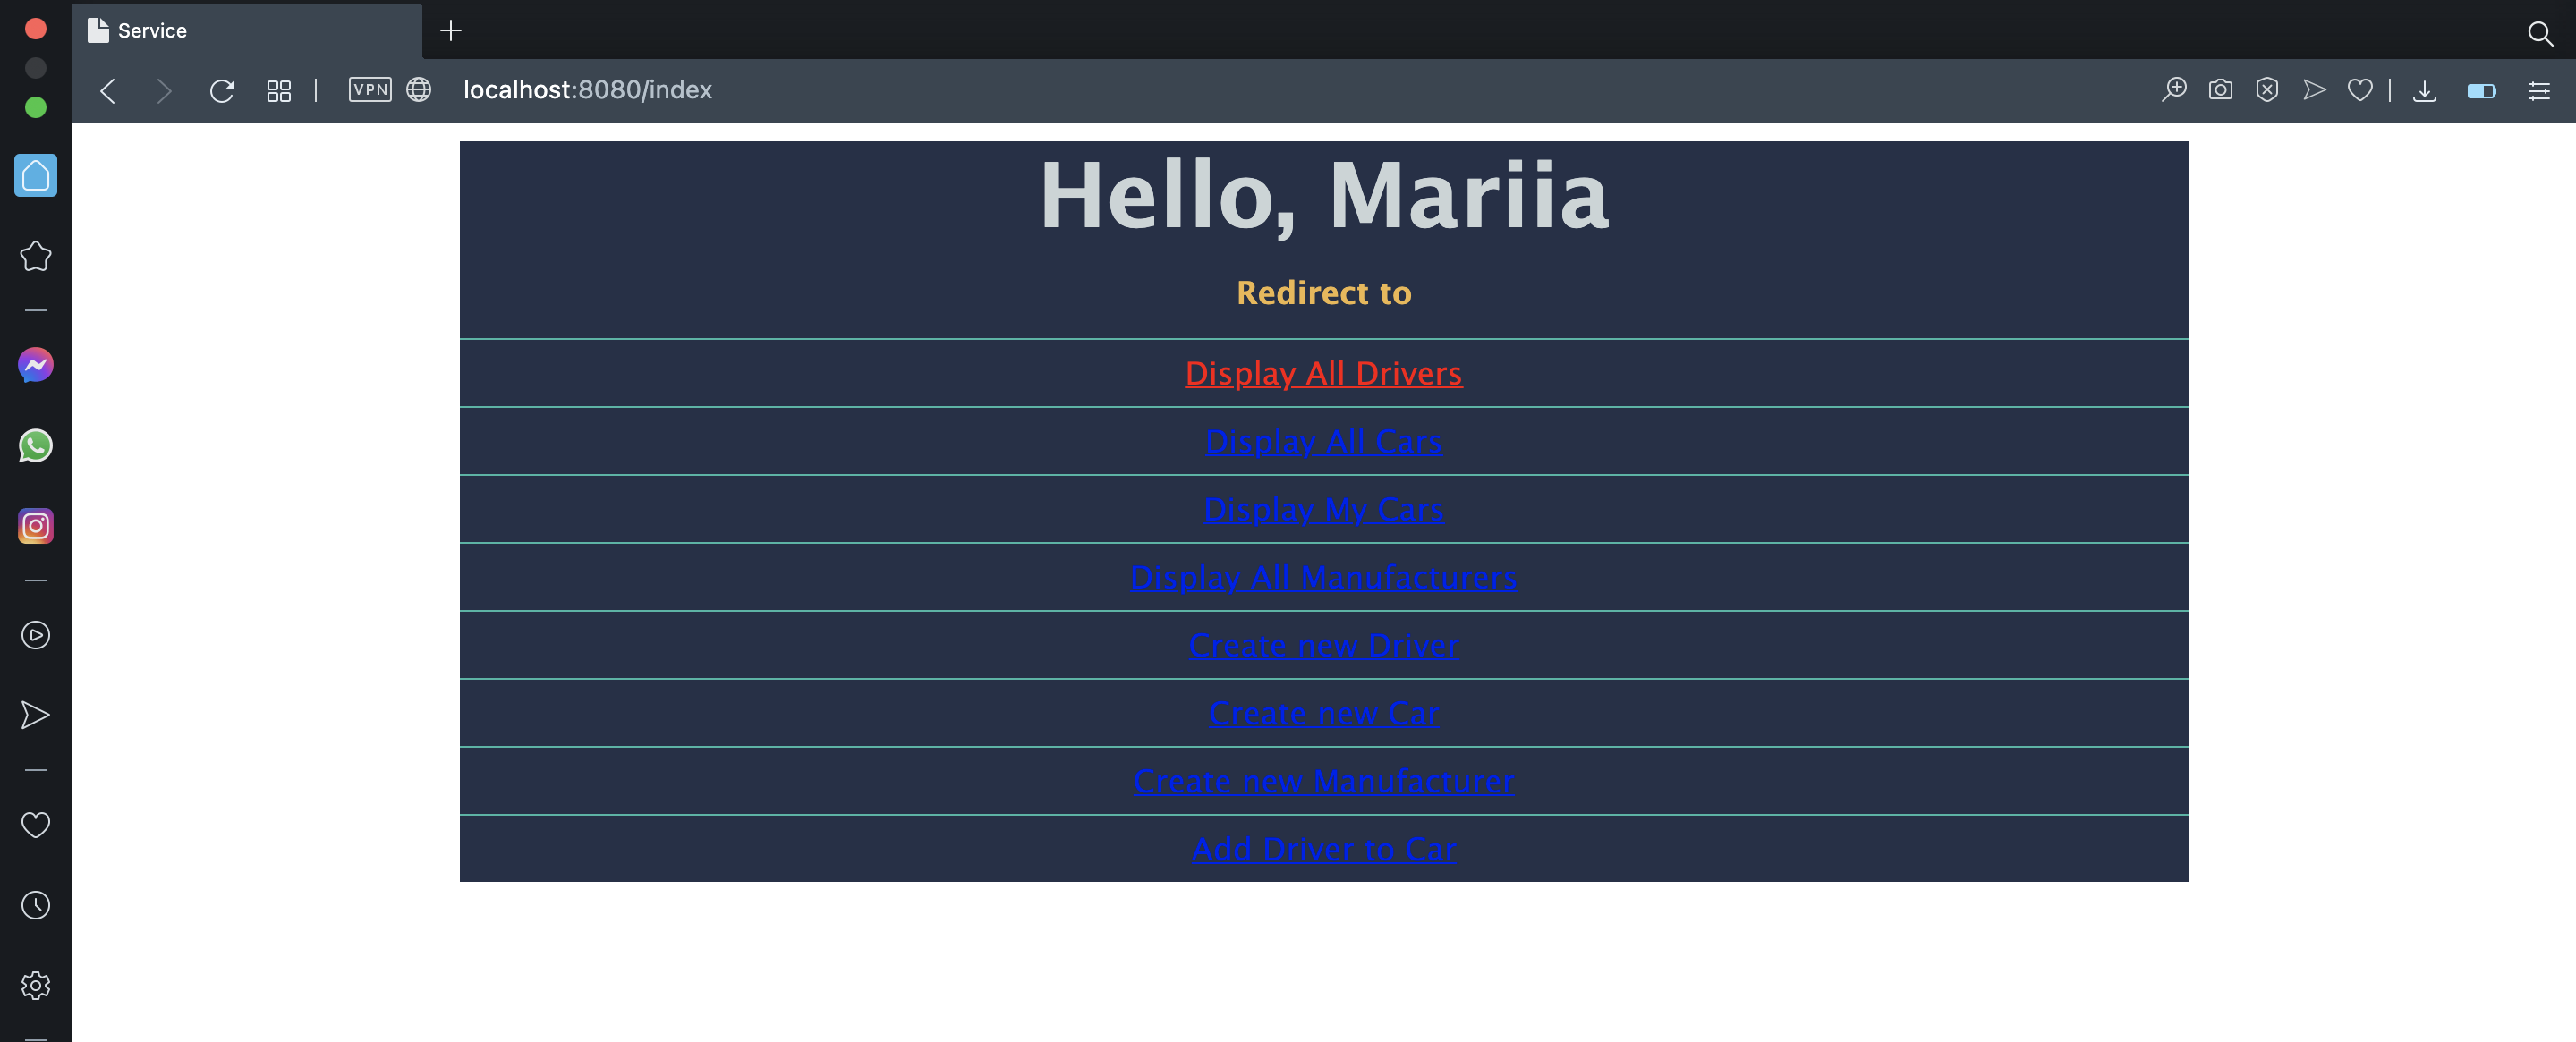 Service
VPN
localhost:8080/index
Hello, Mariia
Redirect to
Display All Drivers
Display All Cars
Display My Cars
Display All Manufacturers
Create new Driver
Create new Car
Create new Manufacturer
Add Driver to Car